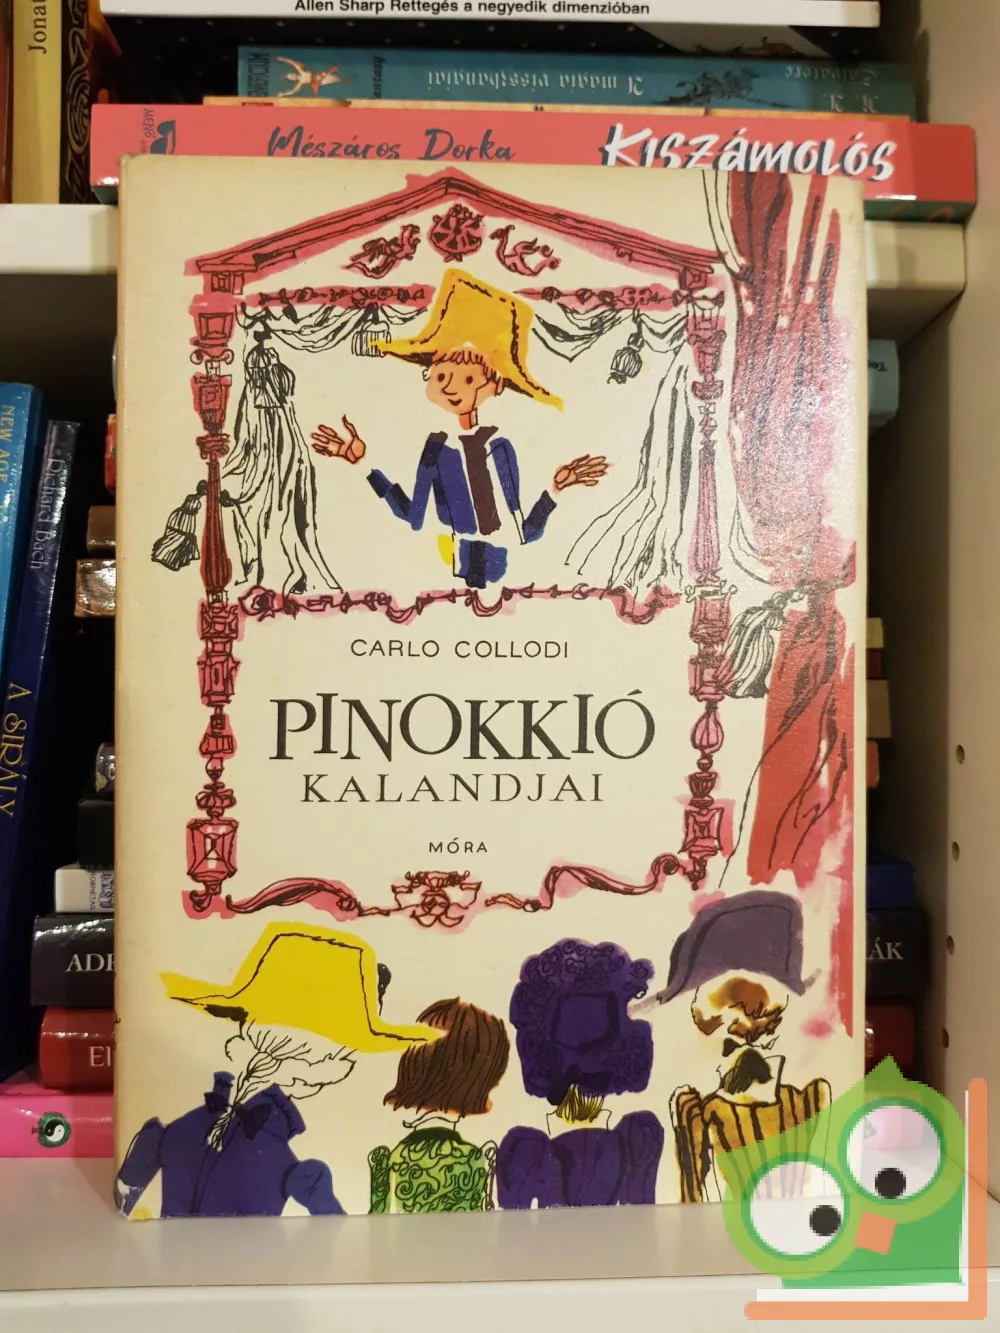 Allen Sharp Rettegés a negyedik dimenzióban
A mágia visszhangjai
Mészáros Dorka
KISZÁMOLÓS
NEW AGE
Richard Bach
A SIRÁLY
CARLO COLLODI
PINOKKIÓ
KALANDJAI
MÓRA